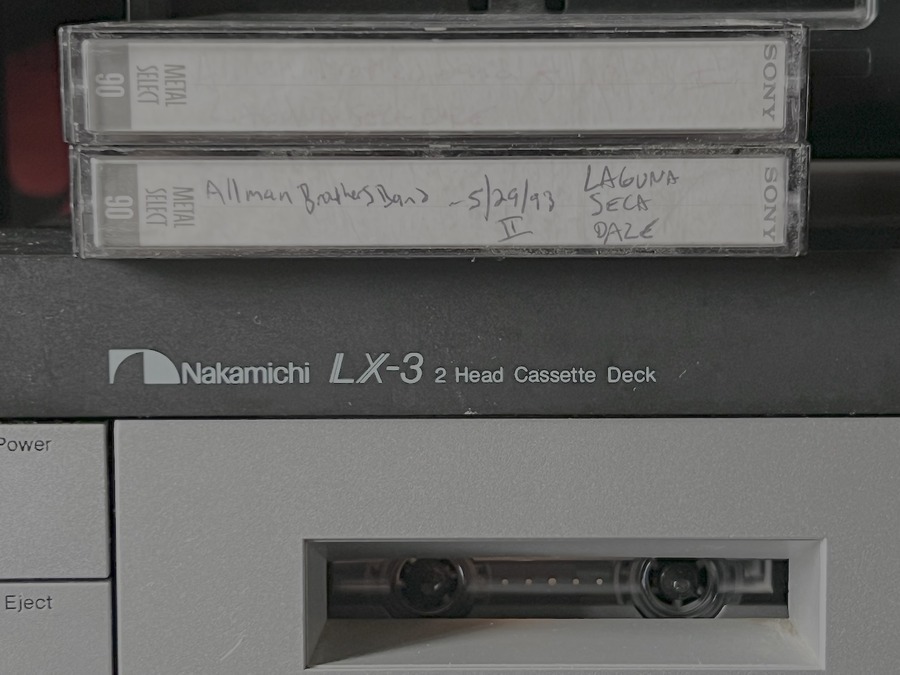 METAL
SELECT
90
SONY
METAL
SELECT
90
Allman Brothers Band - 5/29/93
II
LAGUNA
SECA
DAZE
SONY
Nakamichi LX-3 2 Head Cassette Deck
Power
Eject